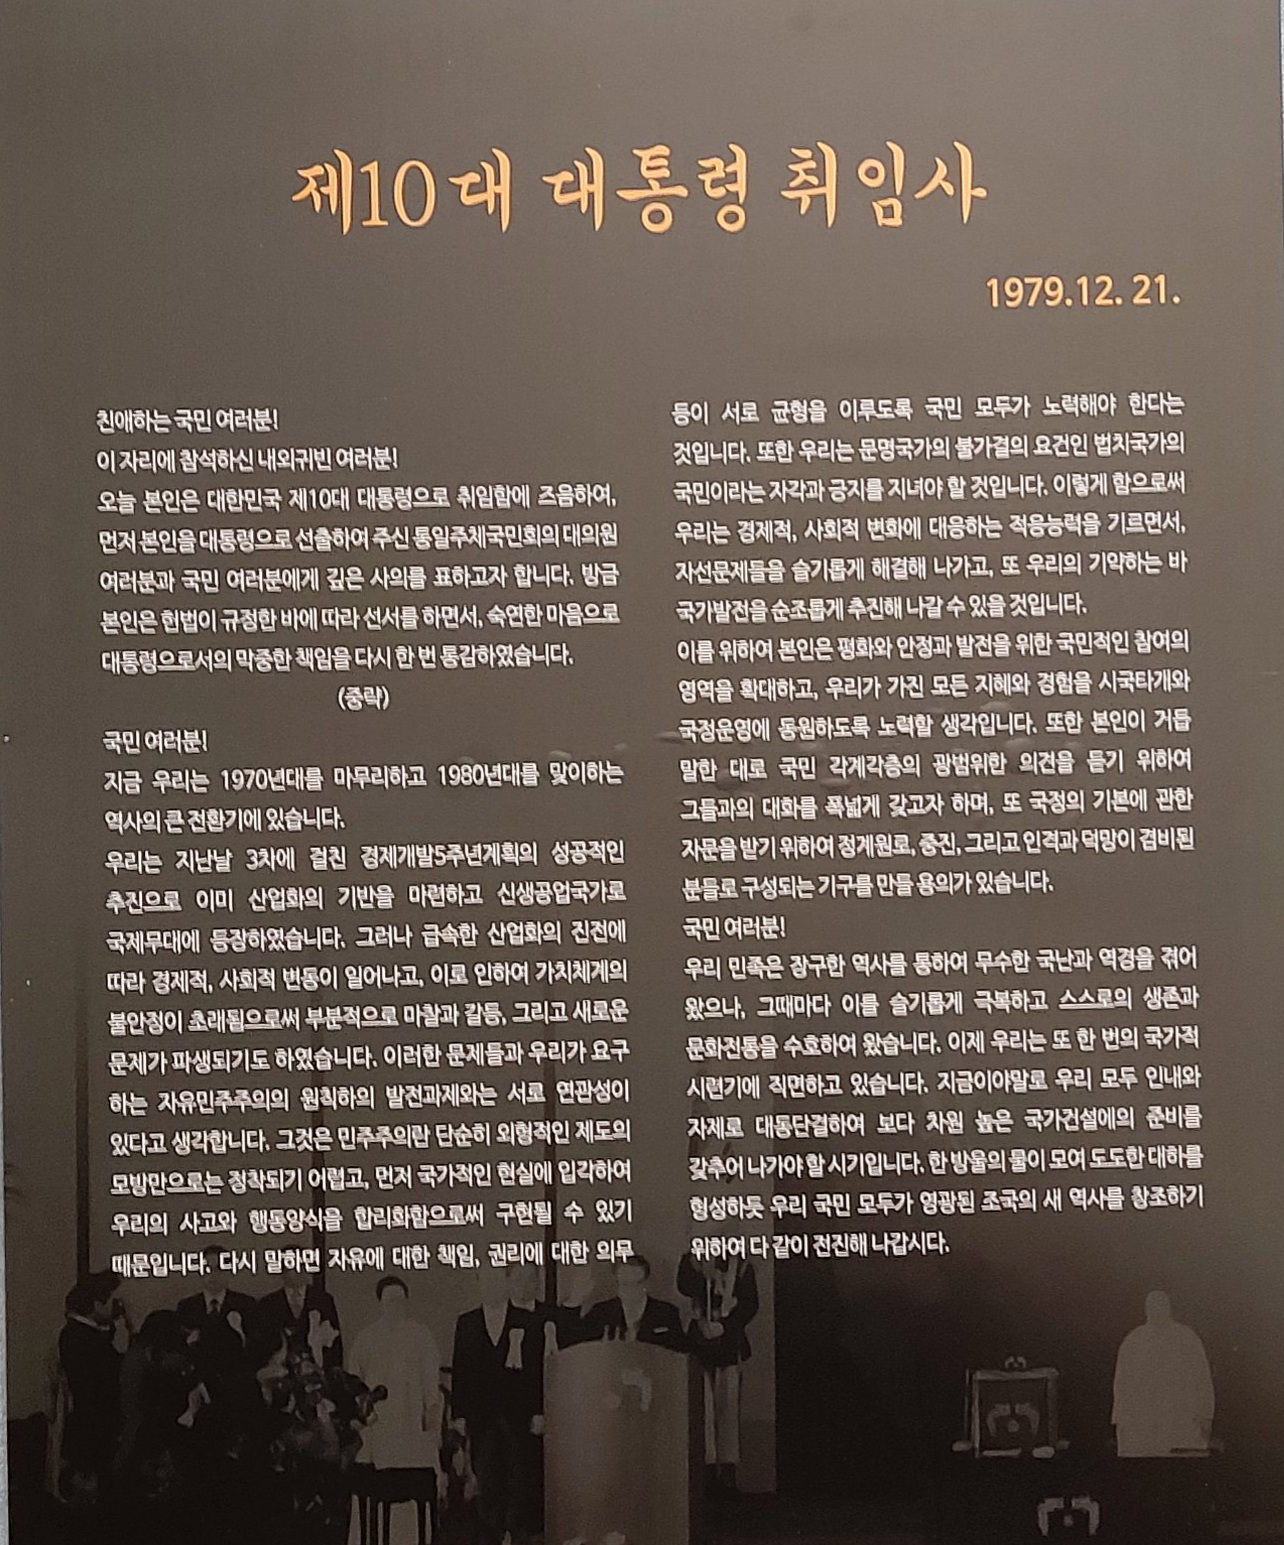 제10대 대통령 취임사
1979.12. 21.
친애하는 국민 여러분!
이 자리에 참석하신 내외귀빈 여러분!
오늘 본인은 대한민국 제10대 대통령으로 취임함에 즈음하여,
먼저 본인을 대통령으로 선출하여 주신 통일주체국민회의 대의원
여러분과 국민 여러분에게 깊은 사의를 표하고자 합니다. 방금
본인은 헌법이 규정한 바에 따라 선서를 하면서, 숙연한 마음으로
대통령으로서의 막중한 책임을 다시 한 번 통감하였습니다.
(중략)
국민 여러분!
지금 우리는 1970년대를 마무리하고 1980년대를 맞이하는
역사의 큰 전환기에 있습니다.
우리는 지난날 3차에 걸친 경제개발5주년계획의 성공적인
추진으로 이미 산업화의 기반을 마련하고 신생공업국가로
국제무대에 등장하였습니다. 그러나 급속한 산업화의 진전에
따라 경제적, 사회적 변동이 일어나고, 이로 인하여 가치체계의
불안정이 초래됨으로써 부분적으로 마찰과 갈등, 그리고 새로운
문제가 파생되기도 하였습니다. 이러한 문제들과 우리가 요구
하는 자유민주주의의 원칙하의 발전과제와는 서로 연관성이
있다고 생각합니다. 그것은 민주주의란 단순히 외형적인 제도의
모방만으로는 정착되기 어렵고, 먼저 국가적인 현실에 입각하여
우리의 사고와 행동양식을 합리화함으로써 구현될 수 있기
때문입니다. 다시 말하면 자유에 대한 책임, 권리에 대한 의무
등이 서로 균형을 이루도록 국민 모두가 노력해야 한다는
것입니다. 또한 우리는 문명국가의 불가결의 요건인 법치국가의
국민이라는 자각과 긍지를 지녀야 할 것입니다. 이렇게 함으로써
우리는 경제적, 사회적 변화에 대응하는 적응능력을 기르면서,
자선문제들을 슬기롭게 해결해 나가고, 또 우리의 기약하는 바
국가발전을 순조롭게 추진해 나갈 수 있을 것입니다.
이를 위하여 본인은 평화와 안정과 발전을 위한 국민적인 참여의
영역을 확대하고, 우리가 가진 모든 지혜와 경험을 시국타개와
국정운영에 동원하도록 노력할 생각입니다. 또한 본인이 거듭
말한 대로 국민 각계각층의 광범위한 의견을 듣기 위하여
그들과의 대화를 폭넓게 갖고자 하며, 또 국정의 기본에 관한
자문을 받기 위하여 정계원로, 중진, 그리고 인격과 덕망이 겸비된
분들로 구성되는 기구를 만들 용의가 있습니다.
국민 여러분!
우리 민족은 장구한 역사를 통하여 무수한 국난과 역경을 겪어
왔으나, 그때마다 이를 슬기롭게 극복하고 스스로의 생존과
문화전통을 수호하여 왔습니다. 이제 우리는 또 한 번의 국가적
시련기에 직면하고 있습니다. 지금이야말로 우리 모두 인내와
자제로 대동단결하여 보다 차원 높은 국가건설에의 준비를
갖추어 나가야 할 시기입니다. 한 방울의 물이 모여 도도한 대하를
형성하듯 우리 국민 모두가 영광된 조국의 새 역사를 창조하기
위하여 다 같이 전진해 나갑시다.